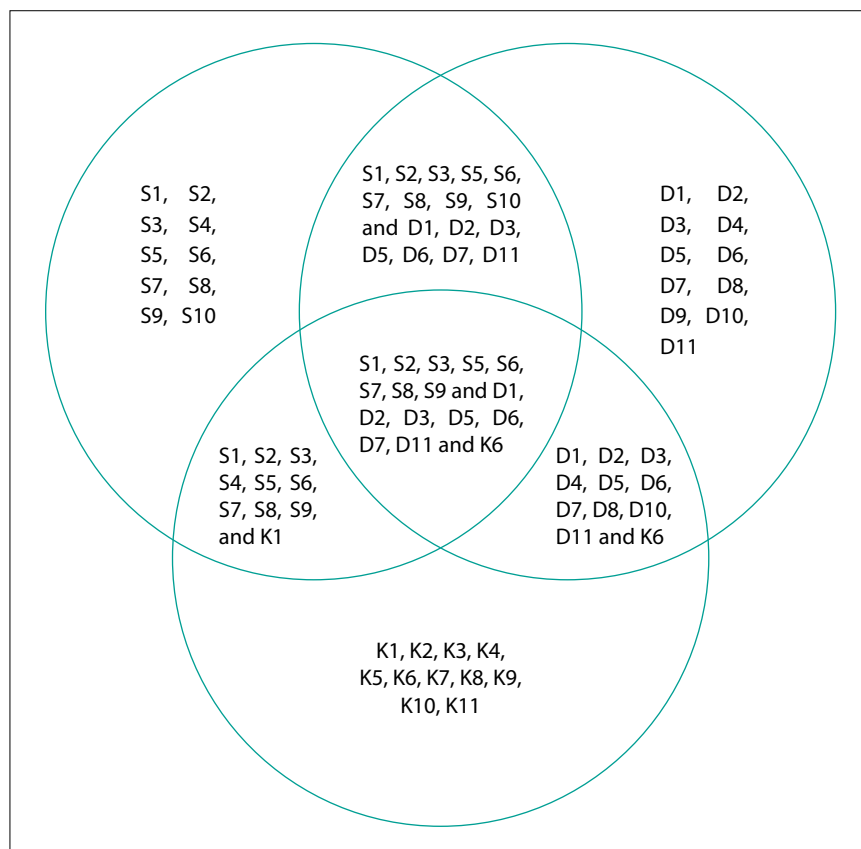 S1, S2,
S3, S4,
S5, S6,
S7, S8,
S9, S10
S1, S2, S3, S5, S6,
S7, S8, S9, S10
and D1, D2, D3,
D5, D6, D7, D11
D1, D2,
D3, D4,
D5, D6,
D7, D8,
D9, D10,
D11
S1, S2, S3, S5, S6,
S7, S8, S9 and D1,
D2, D3, D5, D6,
D7, D11 and K6
S1, S2, S3,
S4, S5, S6,
S7, S8, S9,
and K1
D1, D2, D3,
D4, D5, D6,
D7, D8, D10,
D11 and K6
K1, K2, K3, K4,
K5, K6, K7, K8, K9,
K10, K11